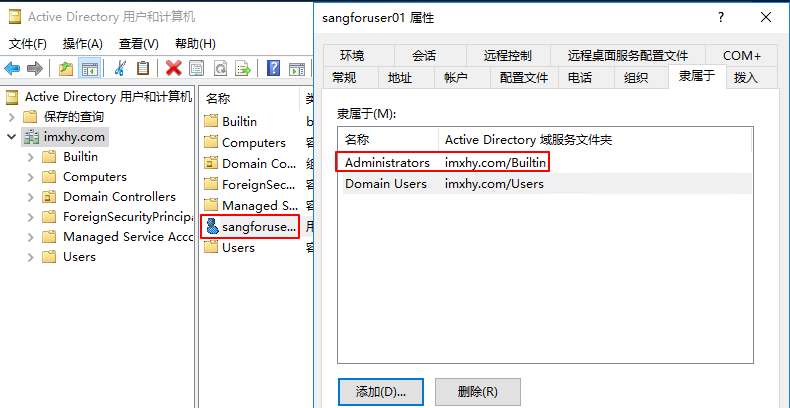 Active Directory 用户和计算机
文件(F) 操作(A) 查看(V) 帮助(H)
Active Directory 用户和计算机
保存的查询
imxhy.com
Builtin
Computers
Domain Controllers
ForeignSecurityPrincipa
Managed Service Acco
Users
名称
Builtin
Computers
Domain Co...
ForeignSec...
Managed S...
sangforuse...
Users
sangforuser01 属性
环境 会话 远程控制 远程桌面服务配置文件 COM+
常规 地址 帐户 配置文件 电话 组织 隶属于 拨入
隶属于(M):
名称 Active Directory 域服务文件夹
Administrators imxhy.com/Builtin
Domain Users imxhy.com/Users
添加(D)... 删除(R)